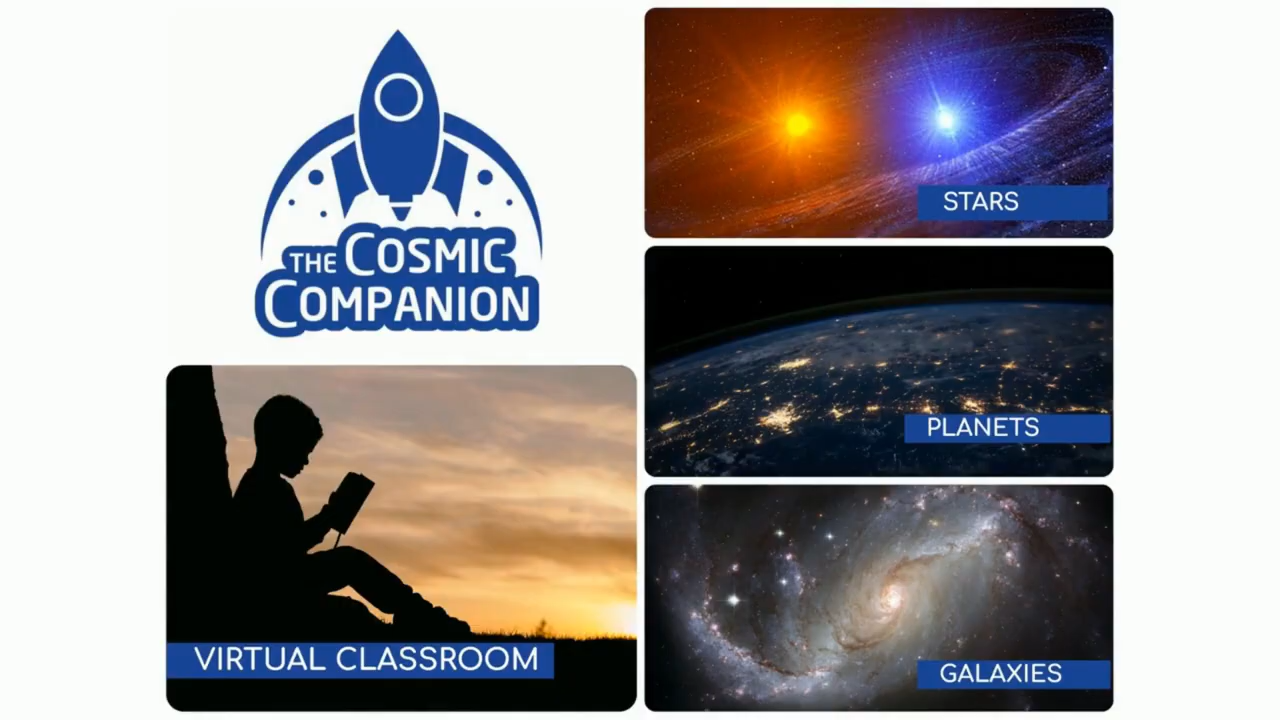 THE COSMIC
COMPANION
VIRTUAL CLASSROOM
STARS
PLANETS
GALAXIES